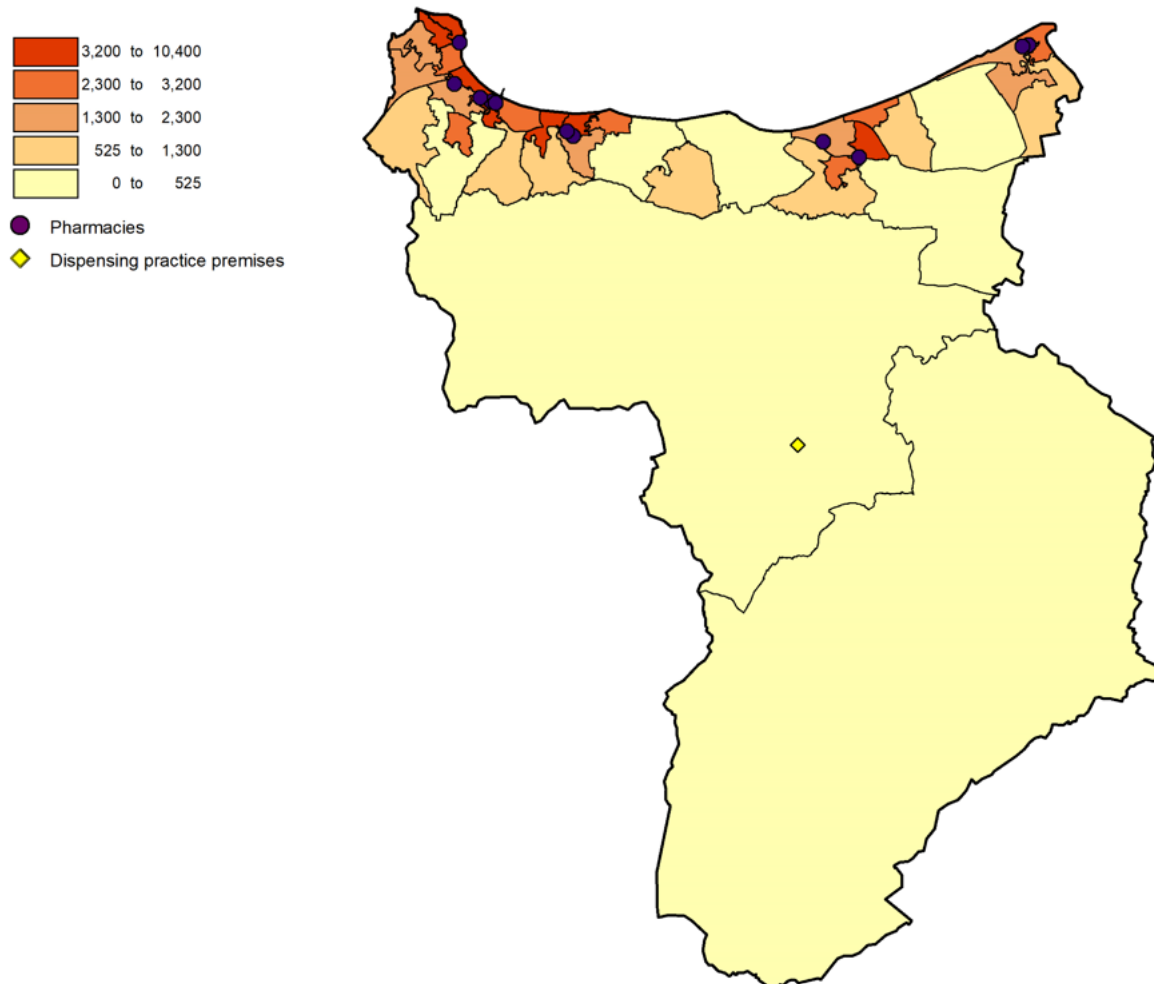 3,200 to 10,400
2,300 to 3,200
1,300 to 2,300
525 to 1,300
0 to 525
Pharmacies
Dispensing practice premises